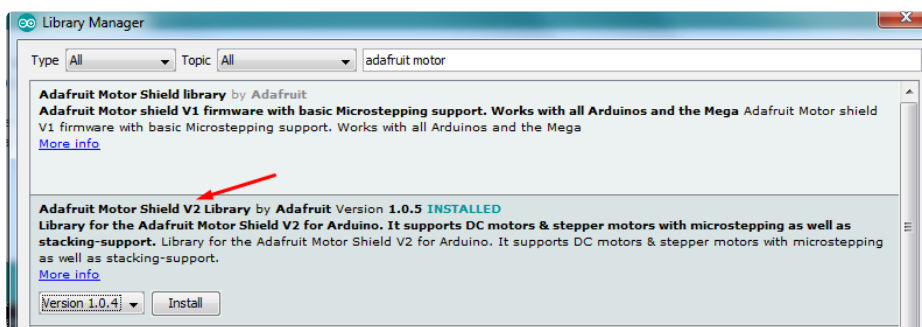 Library Manager
Type All Topic All adafruit motor
Adafruit Motor Shield library by Adafruit
Adafruit Motor shield V1 firmware with basic Microstepping support. Works with all Arduinos and the Mega Adafruit Motor shield
V1 firmware with basic Microstepping support. Works with all Arduinos and the Mega
More info
Adafruit Motor Shield V2 Library by Adafruit Version 1.0.5 INSTALLED
Library for the Adafruit Motor Shield V2 for Arduino. It supports DC motors & stepper motors with microstepping as well as
stacking-support. Library for the Adafruit Motor Shield V2 for Arduino. It supports DC motors & stepper motors with microstepping
as well as stacking-support.
More info
Version 1.0.4 Install